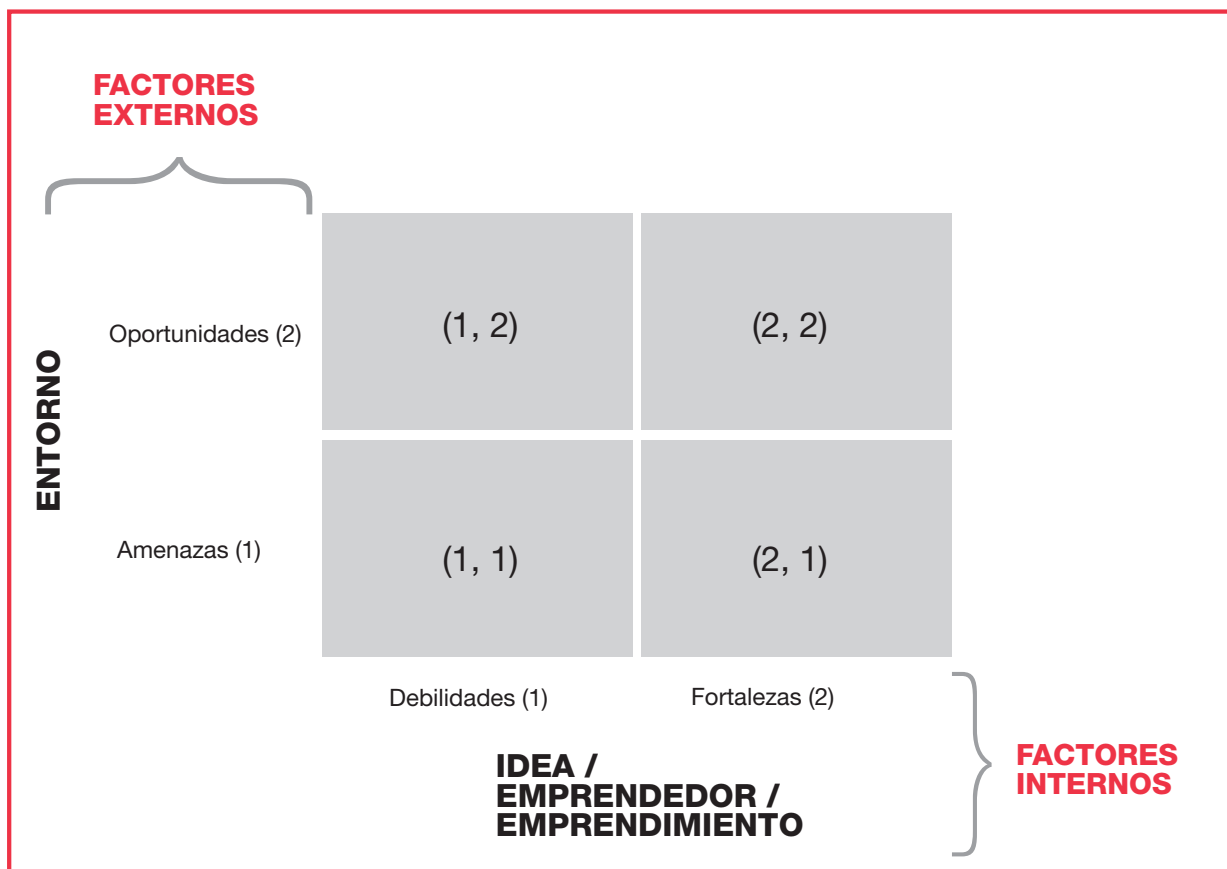 FACTORES
EXTERNOS
ENTORNO
Oportunidades (2)
(1, 2)
(2, 2)
Amenazas (1)
(1, 1)
(2, 1)
Debilidades (1)
Fortalezas (2)
IDEA /
EMPRENDEDOR /
EMPRENDIMIENTO
FACTORES
INTERNOS